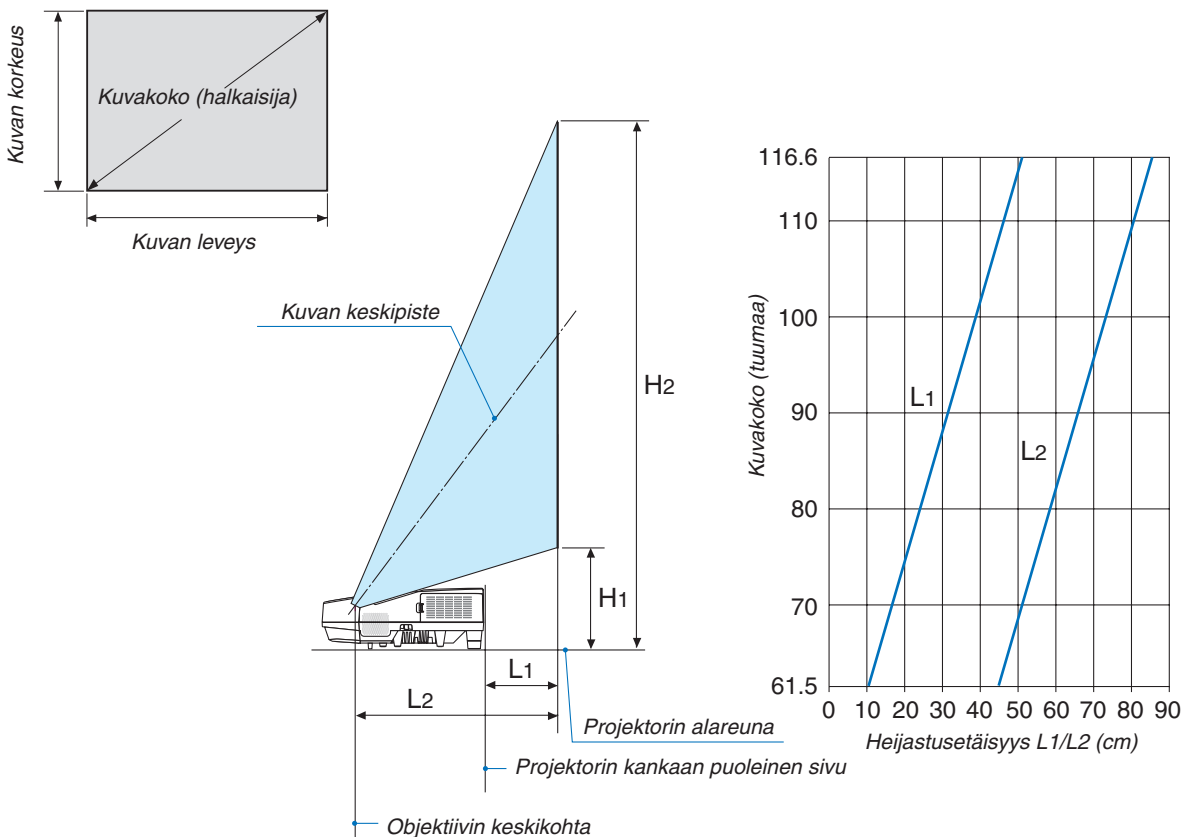 Kuvan korkeus
Kuvakoko (halkaisija)
Kuvan leveys
Kuvan keskipiste
H2
H1
L1
L2
Projektorin alareuna
Projektorin kankaan puoleinen sivu
Objektiivin keskikohta
Kuvakoko (tuumaa)
116.6
110
100
90
80
70
61.5
L1
L2
0 10 20 30 40 50 60 70 80 90
Heijastusetäisyys L1/L2 (cm)